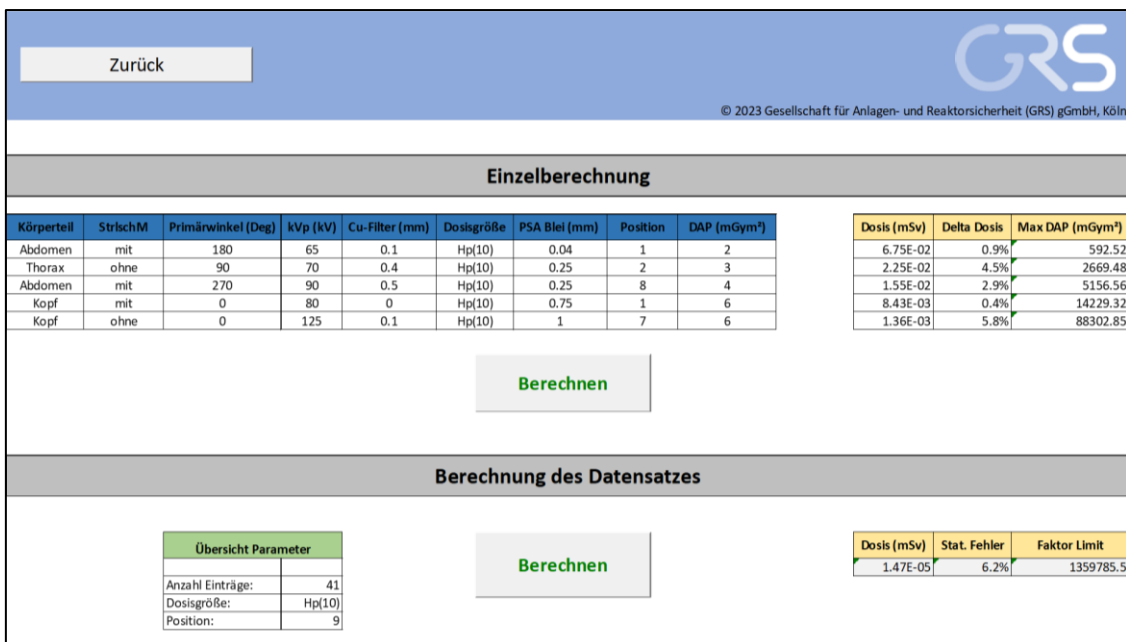 Zurück
GRS
© 2023 Gesellschaft für Anlagen- und Reaktorsicherheit (GRS) gGmbH, Köln
Einzelberechnung
Körperteil StrlschM Primärwinkel (Deg) kVp (kV) Cu-Filter (mm) Dosisgröße PSA Blei (mm) Position DAP (mGym²) Dosis (mSv) Delta Dosis Max DAP (mGym²)
Abdomen mit 180 65 0.1 Hp(10) 0.04 1 2 6.75E-02 0.9% 592.52
Thorax ohne 90 70 0.4 Hp(10) 0.25 2 3 2.25E-02 4.5% 2669.48
Abdomen mit 270 90 0.5 Hp(10) 0.25 8 4 1.55E-02 2.9% 5156.56
Kopf mit 0 80 0 Hp(10) 0.75 1 6 8.43E-03 0.4% 14229.32
Kopf ohne 0 125 0.1 Hp(10) 1 7 6 1.36E-03 5.8% 88302.85
Berechnen
Berechnung des Datensatzes
Übersicht Parameter
Anzahl Einträge: 41
Dosisgröße: Hp(10)
Position: 9
Berechnen
Dosis (mSv) Stat. Fehler Faktor Limit
1.47E-05 6.2% 1359785.5